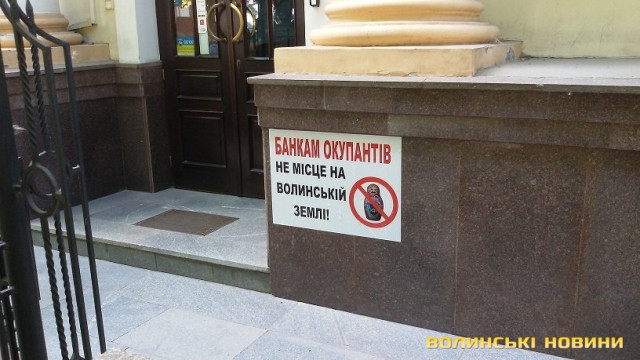 БАНКАМ ОКУПАНТІВ
НЕ МІСЦЕ НА
ВОЛИНСЬКІЙ
ЗЕМЛІ!
ВОЛИНСЬКІ НОВИНИ